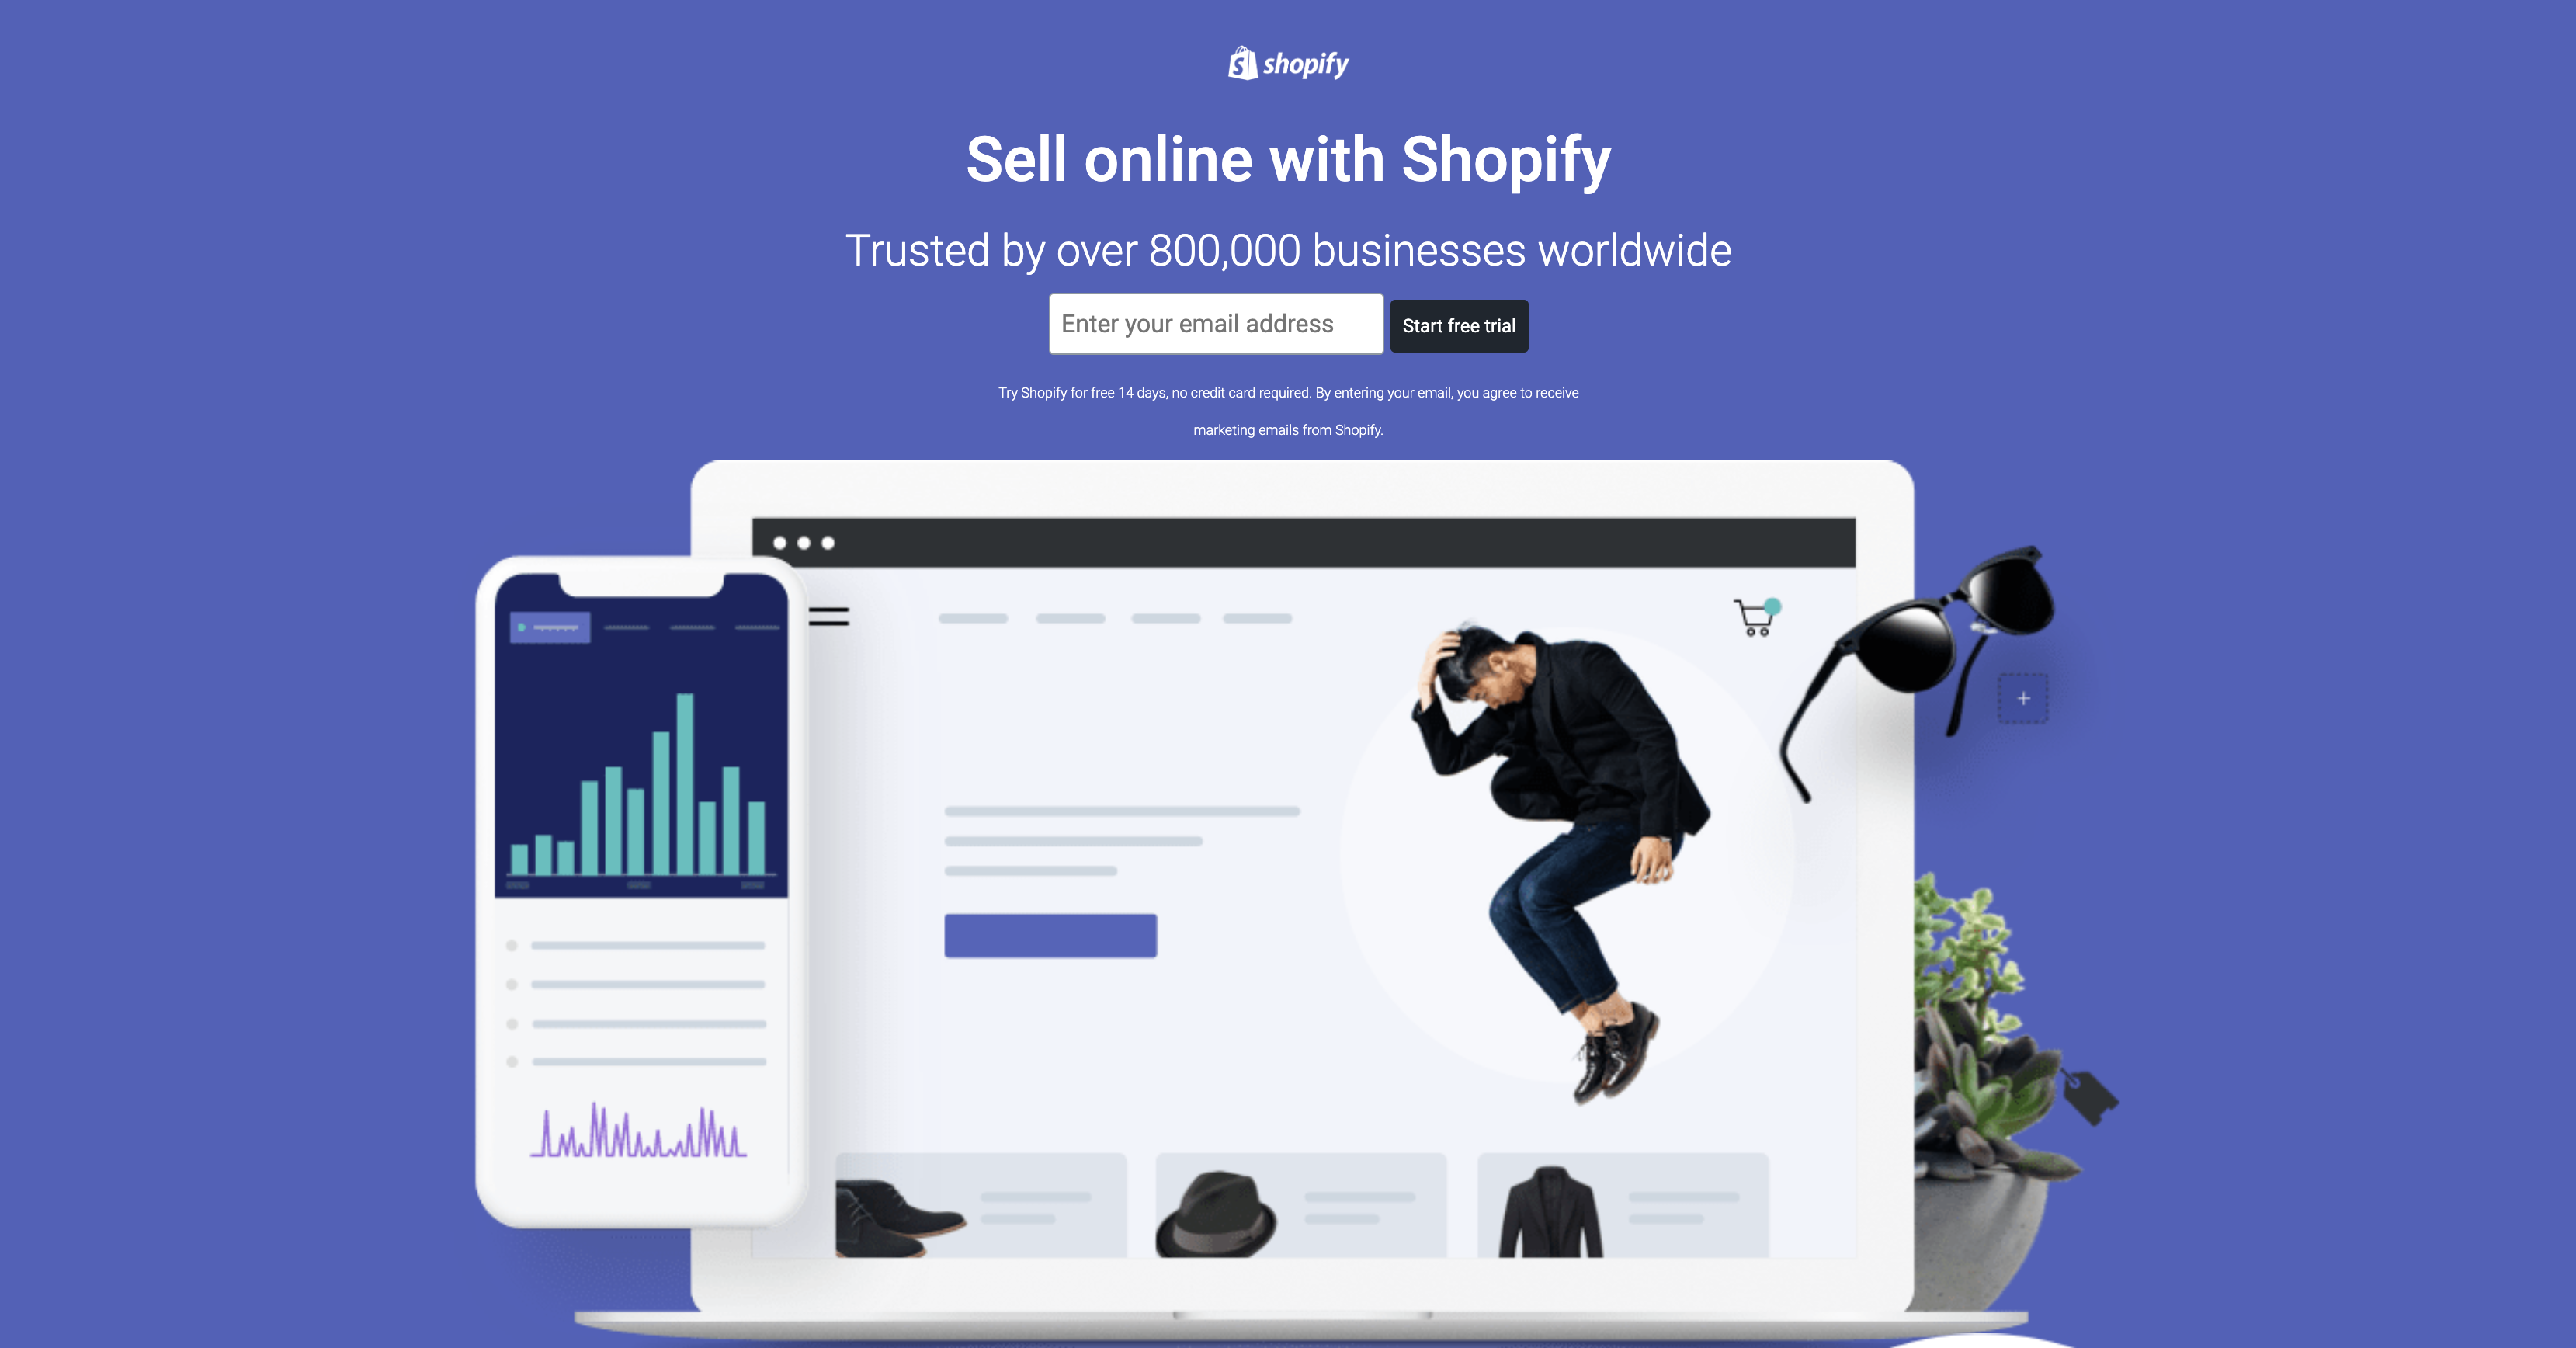 shopify
Sell online with Shopify
Trusted by over 800,000 businesses worldwide
Enter your email address
Start free trial
Try Shopify for free 14 days, no credit card required. By entering your email, you agree to receive
marketing emails from Shopify.